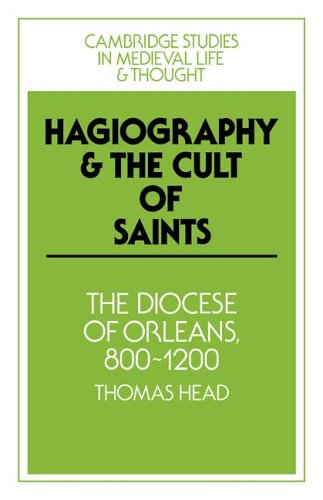 CAMBRIDGE STUDIES
IN MEDIEVAL LIFE
& THOUGHT
HAGIOGRAPHY
& THE CULT
OF
SAINTS
THE DIOCESE
OF ORLEANS,
800~1200
THOMAS HEAD